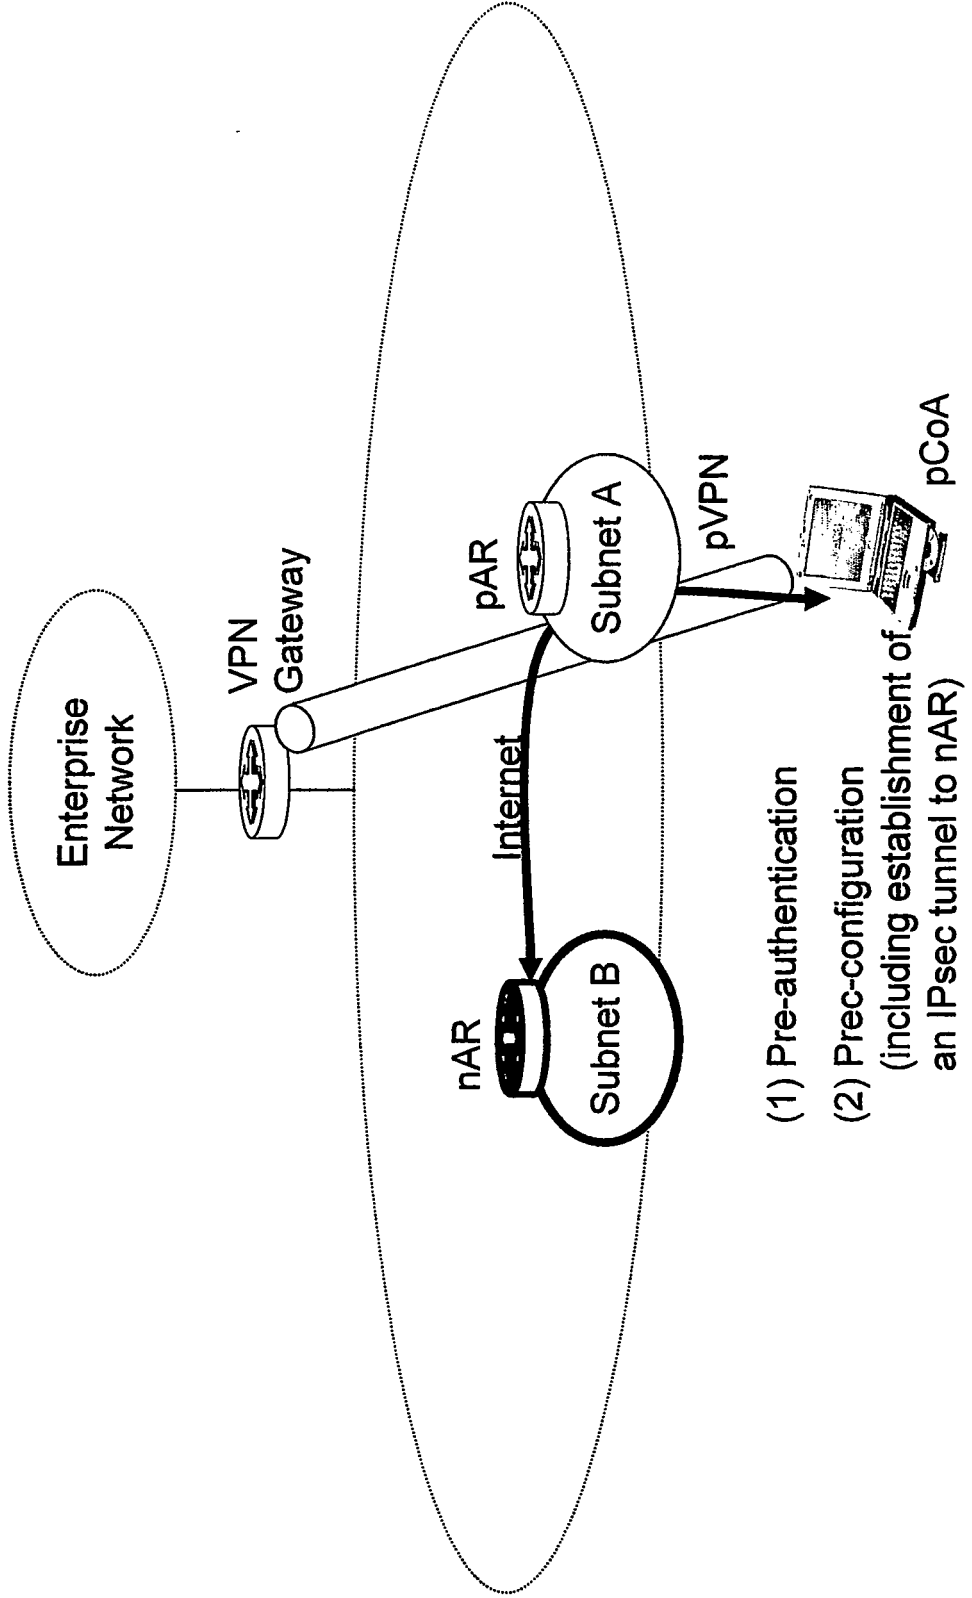 Enterprise
Network
VPN
Gateway
Internet
nAR
pAR
Subnet B
Subnet A
pVPN
pCoA
(1) Pre-authentication
(2) Prec-configuration
(including establishment of
an IPsec tunnel to nAR)